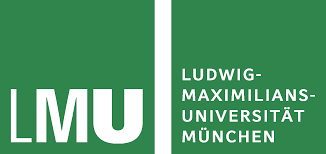 LMU
LUDWIG-
MAXIMILIANS-
UNIVERSITÄT
MÜNCHEN